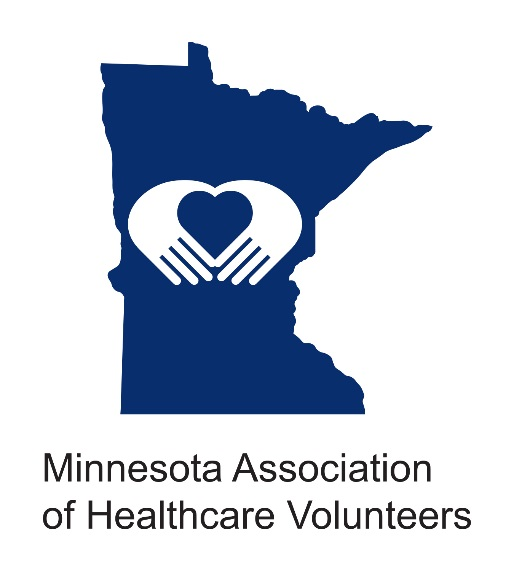 Minnesota Association
of Healthcare Volunteers